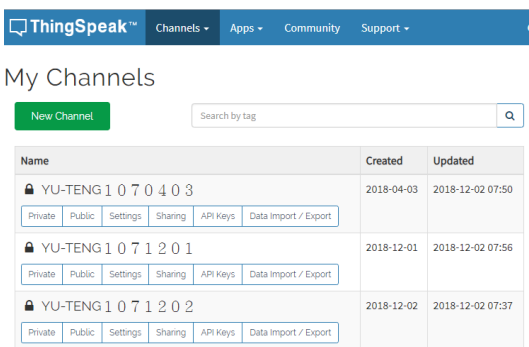 ThingSpeak™ Channels Apps Community Support
My Channels
New Channel Search by tag
Name Created Updated
YU-TENG１０７０４０３ 2018-04-03 2018-12-02 07:50
Private Public Settings Sharing API Keys Data Import / Export
YU-TENG１０７１２０１ 2018-12-01 2018-12-02 07:56
Private Public Settings Sharing API Keys Data Import / Export
YU-TENG１０７１２０２ 2018-12-02 2018-12-02 07:37
Private Public Settings Sharing API Keys Data Import / Export